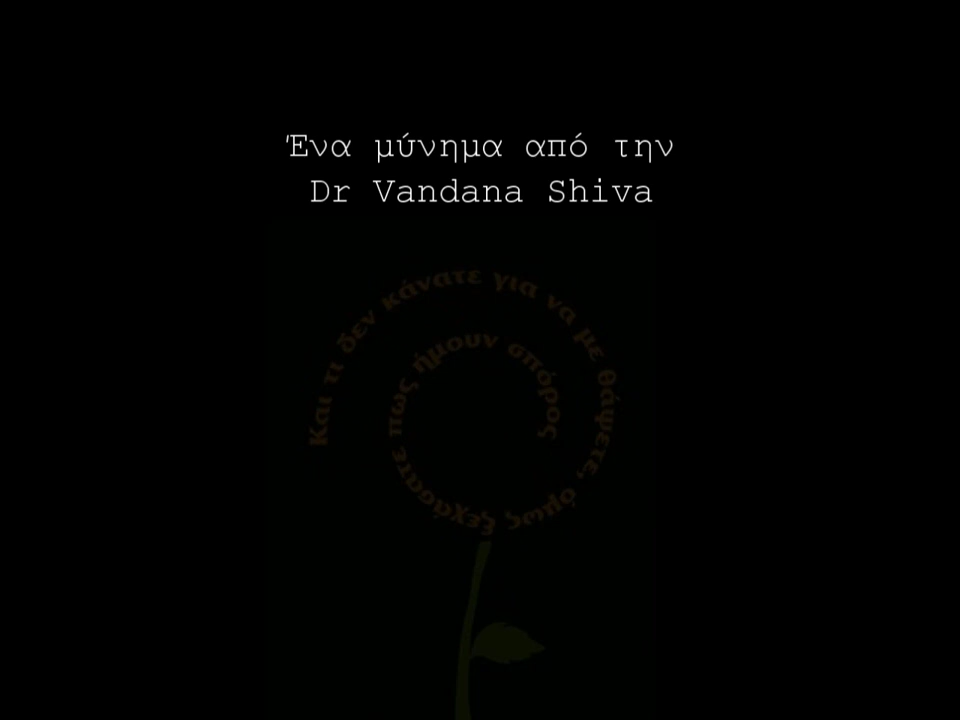 Ένα μύνημα από την
Dr Vandana Shiva
Και τι δεν κάνατε για να με θάψετε, όμως ξεχάσατε πως ήμουν σπόρος